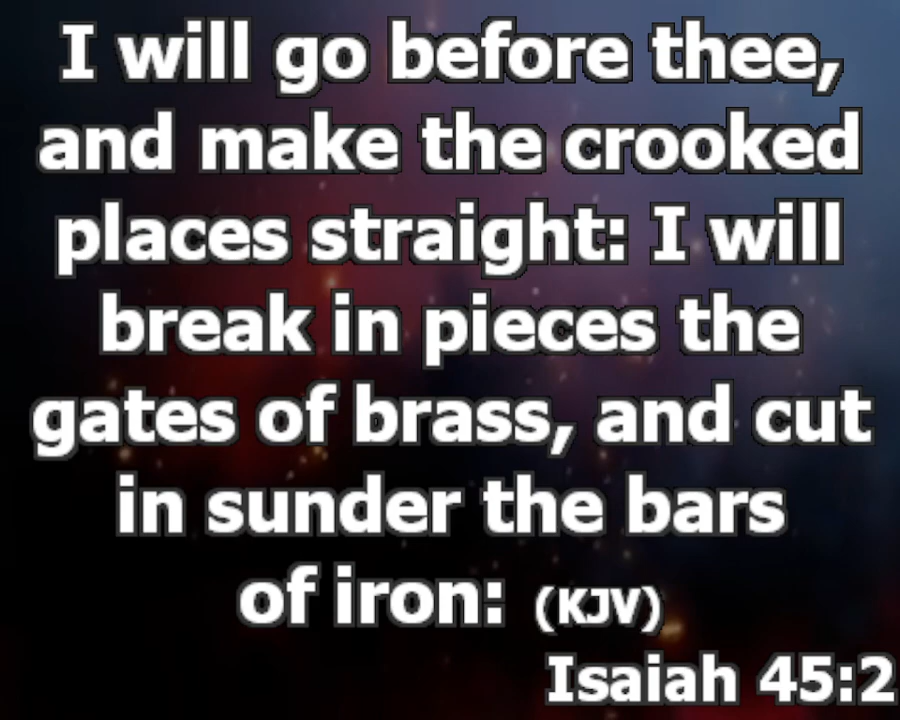 I will go before thee,
and make the crooked
places straight: I will
break in pieces the
gates of brass, and cut
in sunder the bars
of iron: (KJV)
Isaiah 45:2